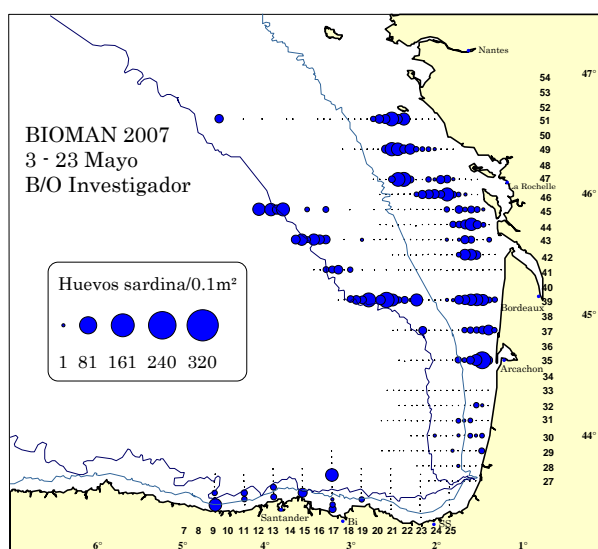 Nantes
47°
54
53
52
51
50
49
48
47
46
45
44
43
42
41
40
39
38
37
36
35
34
33
32
31
30
29
28
27
46°
45°
44°
BIOMAN 2007
3 - 23 Mayo
B/O Investigador
La Rochelle
Huevos sardina/0.1m²
1 81 161 240 320
Bordeaux
Arcachon
Santander
Bi
SS
7 8 9 10 11 12 13 14 15 16 17 18 19 20 21 22 23 24 25
6° 5° 4° 3° 2° 1°